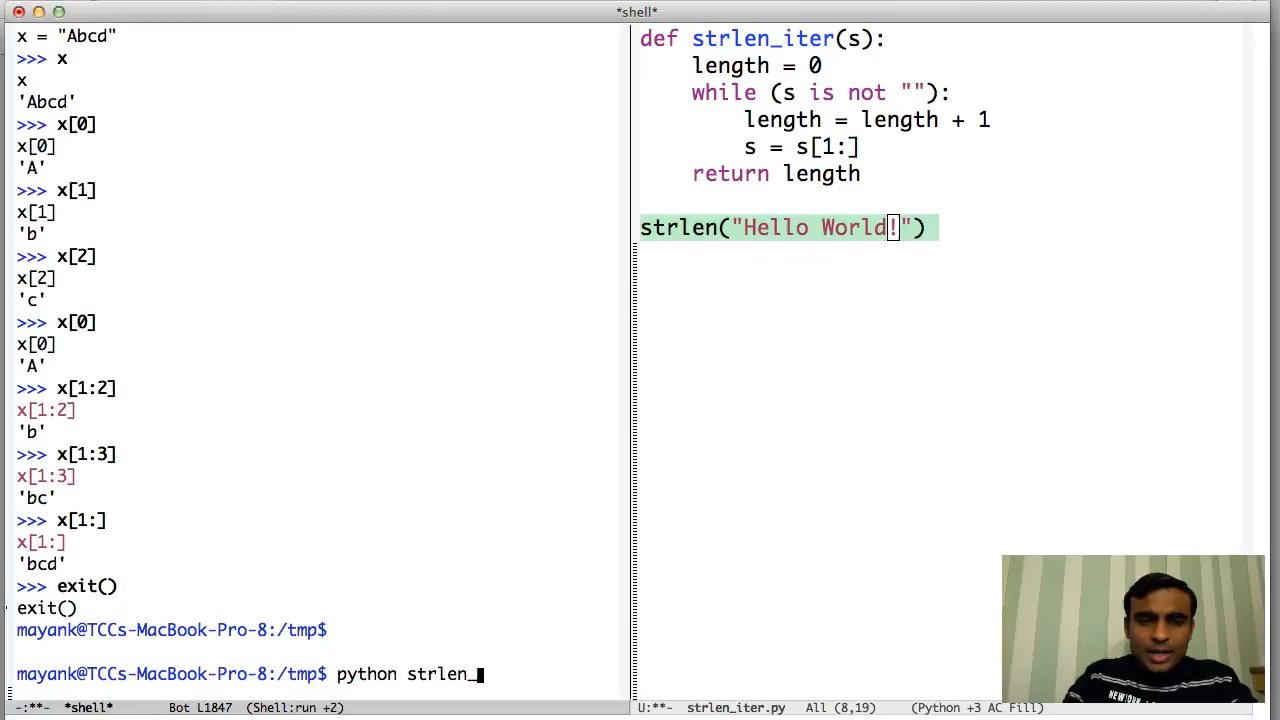 *shell*
x = "Abcd"
>>> x
x
'Abcd'
>>> x[0]
x[0]
'A'
>>> x[1]
x[1]
'b'
>>> x[2]
x[2]
'c'
>>> x[0]
x[0]
'A'
>>> x[1:2]
x[1:2]
'b'
>>> x[1:3]
x[1:3]
'bc'
>>> x[1:]
x[1:]
'bcd'
>>> exit()
exit()
mayank@TCCs-MacBook-Pro-8:/tmp$
mayank@TCCs-MacBook-Pro-8:/tmp$ python strlen_
-:**- *shell* Bot L1847 (Shell:run +2)
def strlen_iter(s):
length = 0
while (s is not ""):
length = length + 1
s = s[1:]
return length
strlen("Hello World!")
U:**- strlen_iter.py All (8,19) (Python +3 AC Fill)